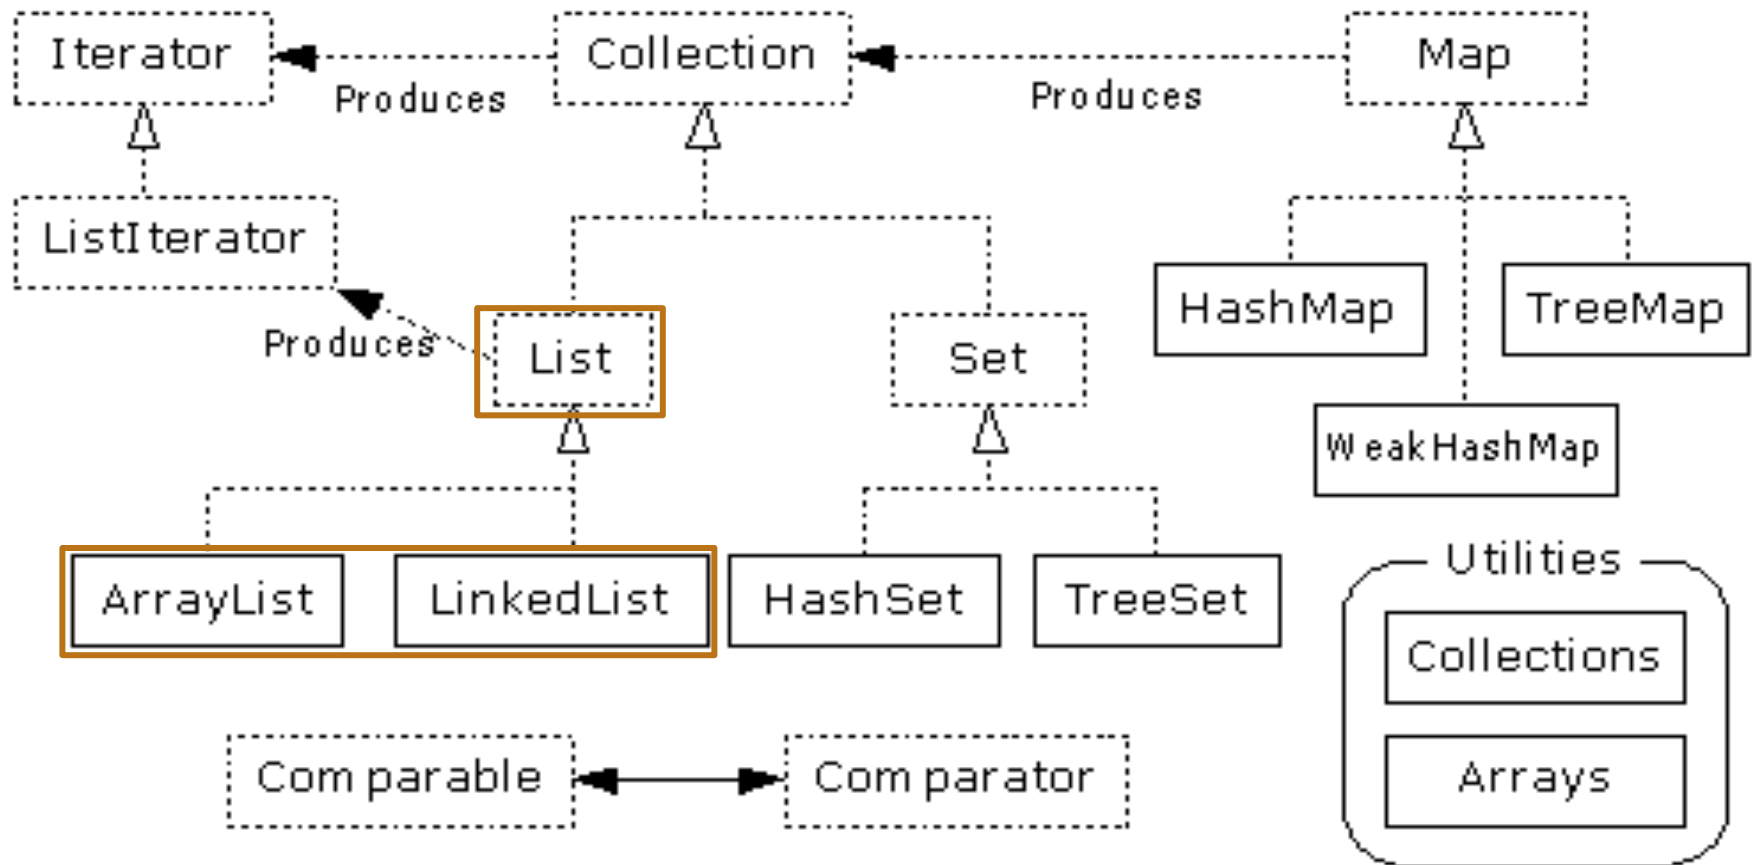 Iterator
Collection
Map
Produces
Produces
ListIterator
HashMap
TreeMap
Produces
List
Set
WeakHashMap
ArrayList
LinkedList
HashSet
TreeSet
Utilities
Collections
Comparable
Comparator
Arrays